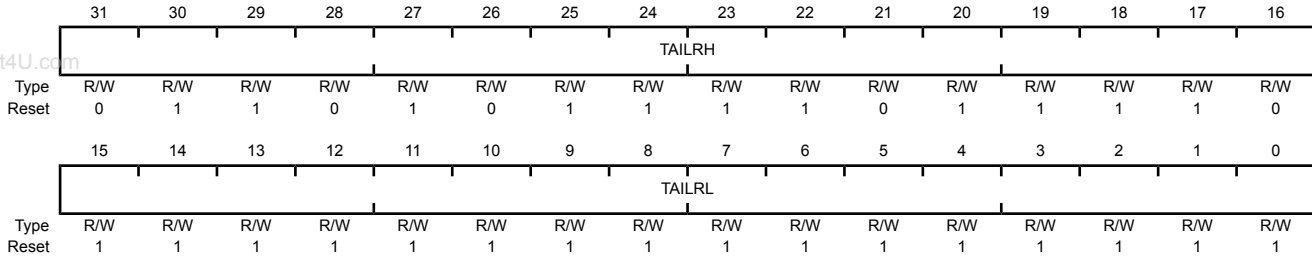 31 30 29 28 27 26 25 24 23 22 21 20 19 18 17 16
TAILRH
t4U.com
Type R/W R/W R/W R/W R/W R/W R/W R/W R/W R/W R/W R/W R/W R/W R/W R/W
Reset 0 1 1 0 1 0 1 1 1 1 0 1 1 1 1 0
15 14 13 12 11 10 9 8 7 6 5 4 3 2 1 0
TAILRL
Type R/W R/W R/W R/W R/W R/W R/W R/W R/W R/W R/W R/W R/W R/W R/W R/W
Reset 1 1 1 1 1 1 1 1 1 1 1 1 1 1 1 1